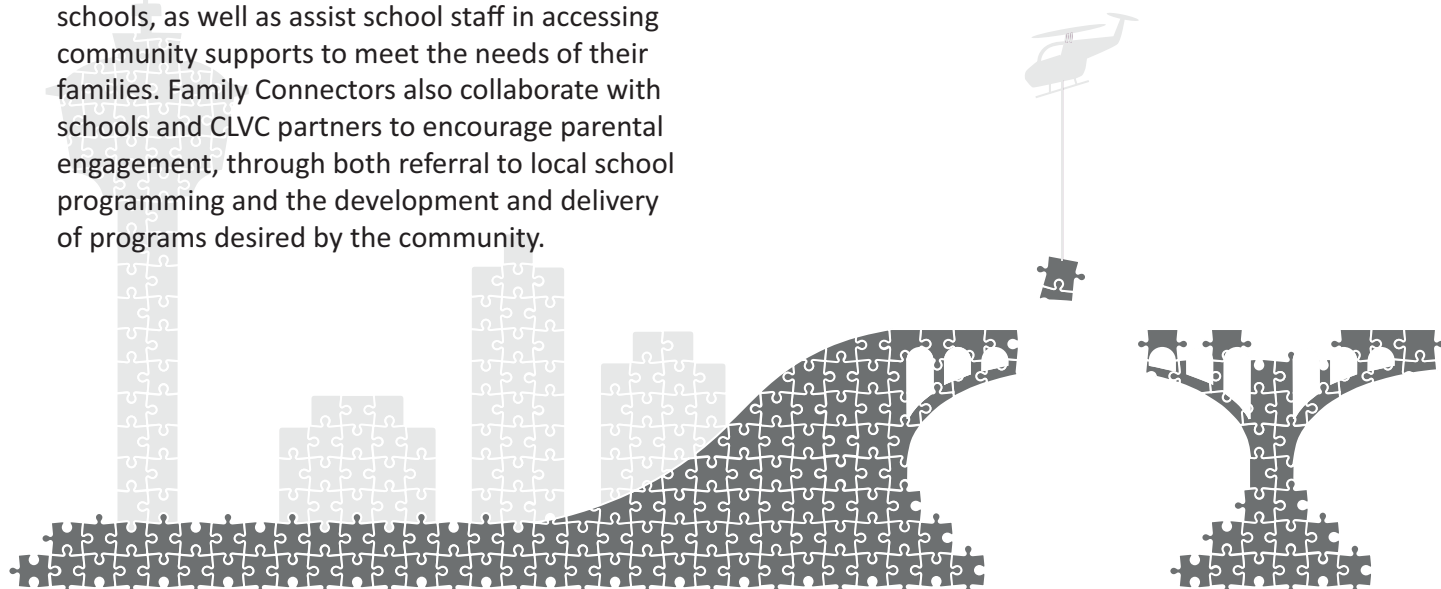 schools, as well as assist school staff in accessing
community supports to meet the needs of their
families. Family Connectors also collaborate with
schools and CLVC partners to encourage parental
engagement, through both referral to local school
programming and the development and delivery
of programs desired by the community.